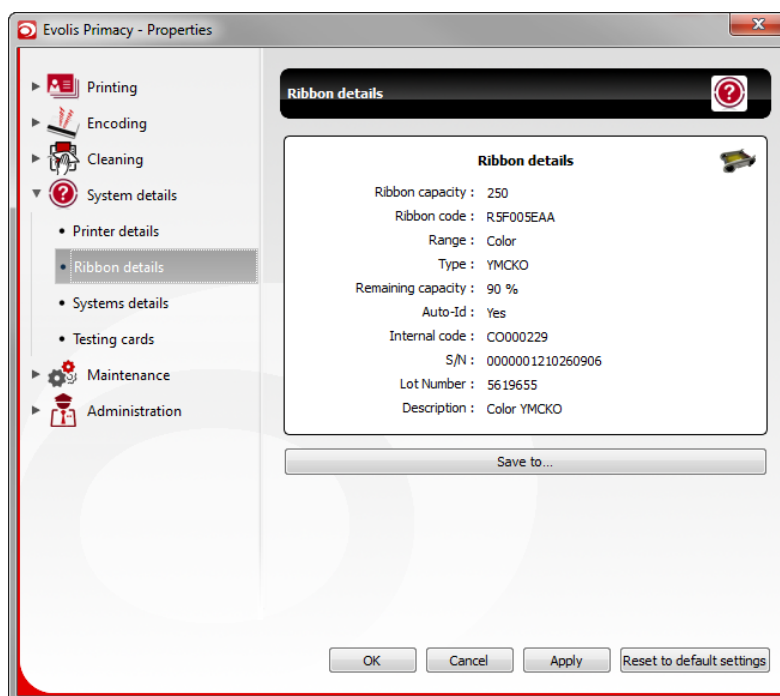 Evolis Primacy - Properties
Printing
Encoding
Cleaning
System details
Printer details
Ribbon details
Systems details
Testing cards
Maintenance
Administration
Ribbon details
Ribbon details
Ribbon capacity : 250
Ribbon code : R5F005EAA
Range : Color
Type : YMCKO
Remaining capacity : 90 %
Auto-Id : Yes
Internal code : CO000229
S/N : 0000001210260906
Lot Number : 5619655
Description : Color YMCKO
Save to...
OK Cancel Apply Reset to default settings